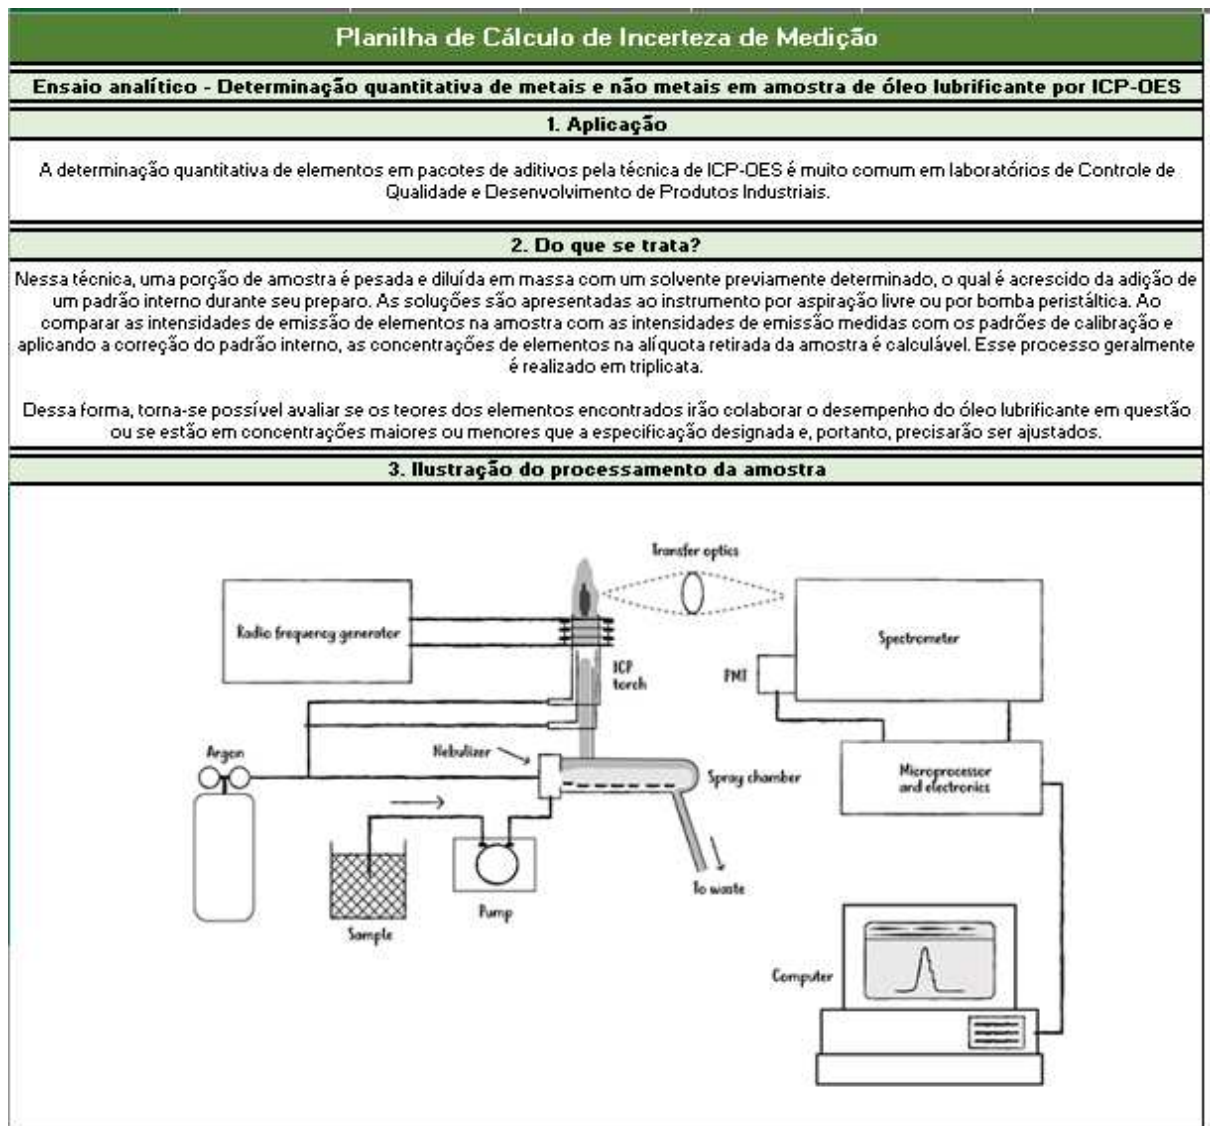 Planilha de Cálculo de Incerteza de Medição
Ensaio analítico - Determinação quantitativa de metais e não metais em amostra de óleo lubrificante por ICP-OES
1. Aplicação
A determinação quantitativa de elementos em pacotes de aditivos pela técnica de ICP-OES é muito comum em laboratórios de Controle de
Qualidade e Desenvolvimento de Produtos Industriais.
2. Do que se trata?
Nessa técnica, uma porção de amostra é pesada e diluída em massa com um solvente previamente determinado, o qual é acrescido da adição de
um padrão interno durante seu preparo. As soluções são apresentadas ao instrumento por aspiração livre ou por bomba peristáltica. Ao
comparar as intensidades de emissão de elementos na amostra com as intensidades de emissão medidas com os padrões de calibração e
aplicando a correção do padrão interno, as concentrações de elementos na alíquota retirada da amostra é calculável. Esse processo geralmente
é realizado em triplicata.
Dessa forma, torna-se possível avaliar se os teores dos elementos encontrados irão colaborar o desempenho do óleo lubrificante em questão
ou se estão em concentrações maiores ou menores que a especificação designada e, portanto, precisarão ser ajustados.
3. Ilustração do processamento da amostra
Transfer optics
Radio frequency generator
Spectrometer
ICP
torch
PMT
Argon
Nebulizer
Spray chamber
Microprocessor
and electronics
To waste
Pump
Sample
Computer